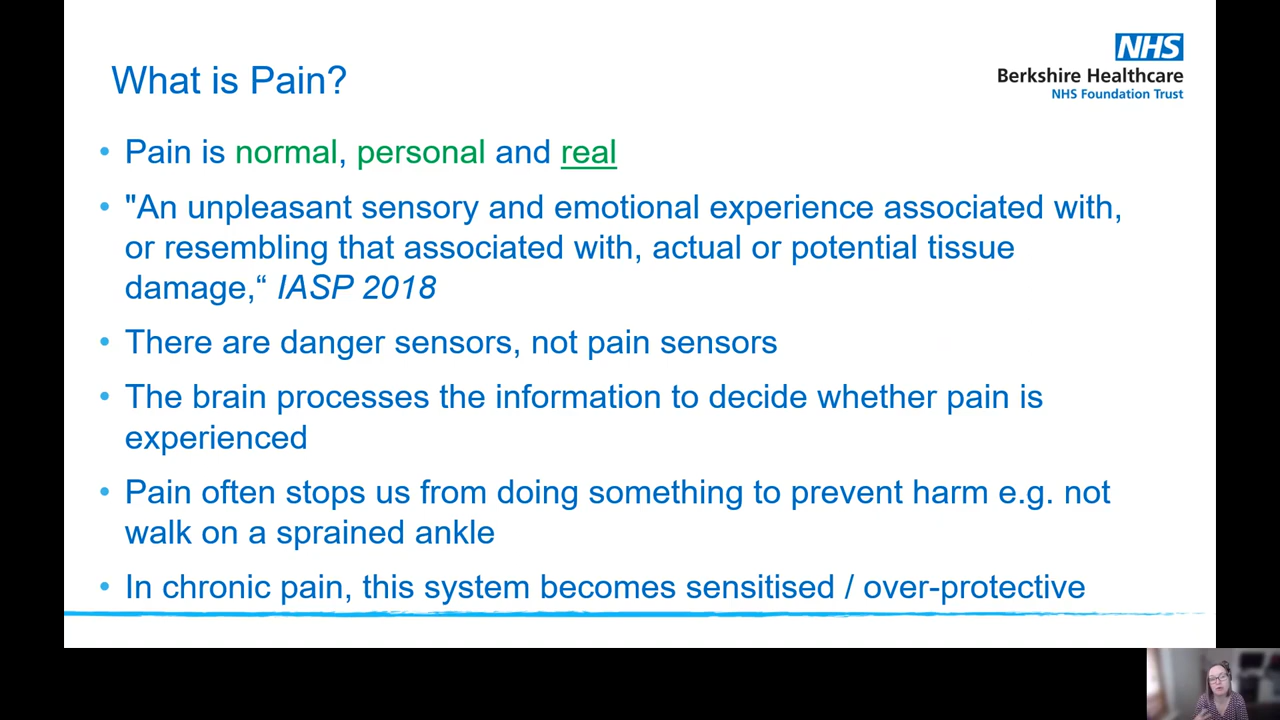 What is Pain?
NHS
Berkshire Healthcare
NHS Foundation Trust
• Pain is normal, personal and real
• "An unpleasant sensory and emotional experience associated with,
or resembling that associated with, actual or potential tissue
damage,“ IASP 2018
• There are danger sensors, not pain sensors
• The brain processes the information to decide whether pain is
experienced
• Pain often stops us from doing something to prevent harm e.g. not
walk on a sprained ankle
• In chronic pain, this system becomes sensitised / over-protective